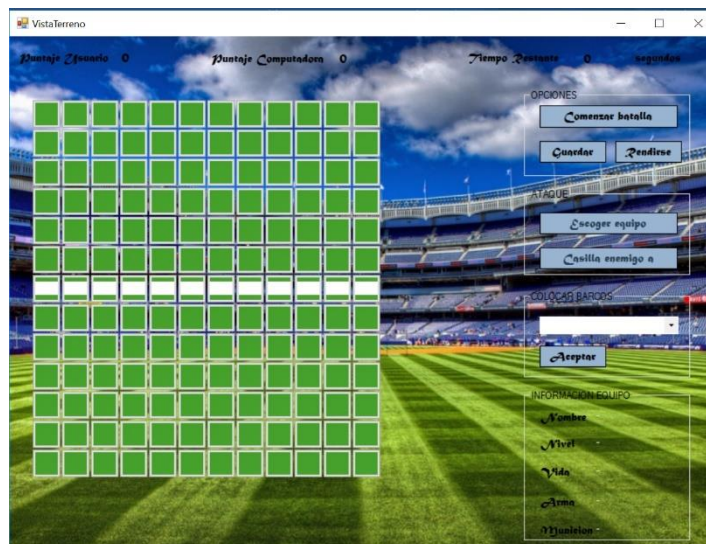 VistaTerreno
Puntaje Usuario 0 Puntaje Computadora 0 Tiempo Restante 0 segundos
OPCIONES
Comenzar batalla
Guardar Rendirse
ATAQUE
Escoger equipo
Casilla enemigo a
COLOCAR BARCOS
Aceptar
INFORMACION EQUIPO
Nombre
Nivel
Vida
Arma
Municion